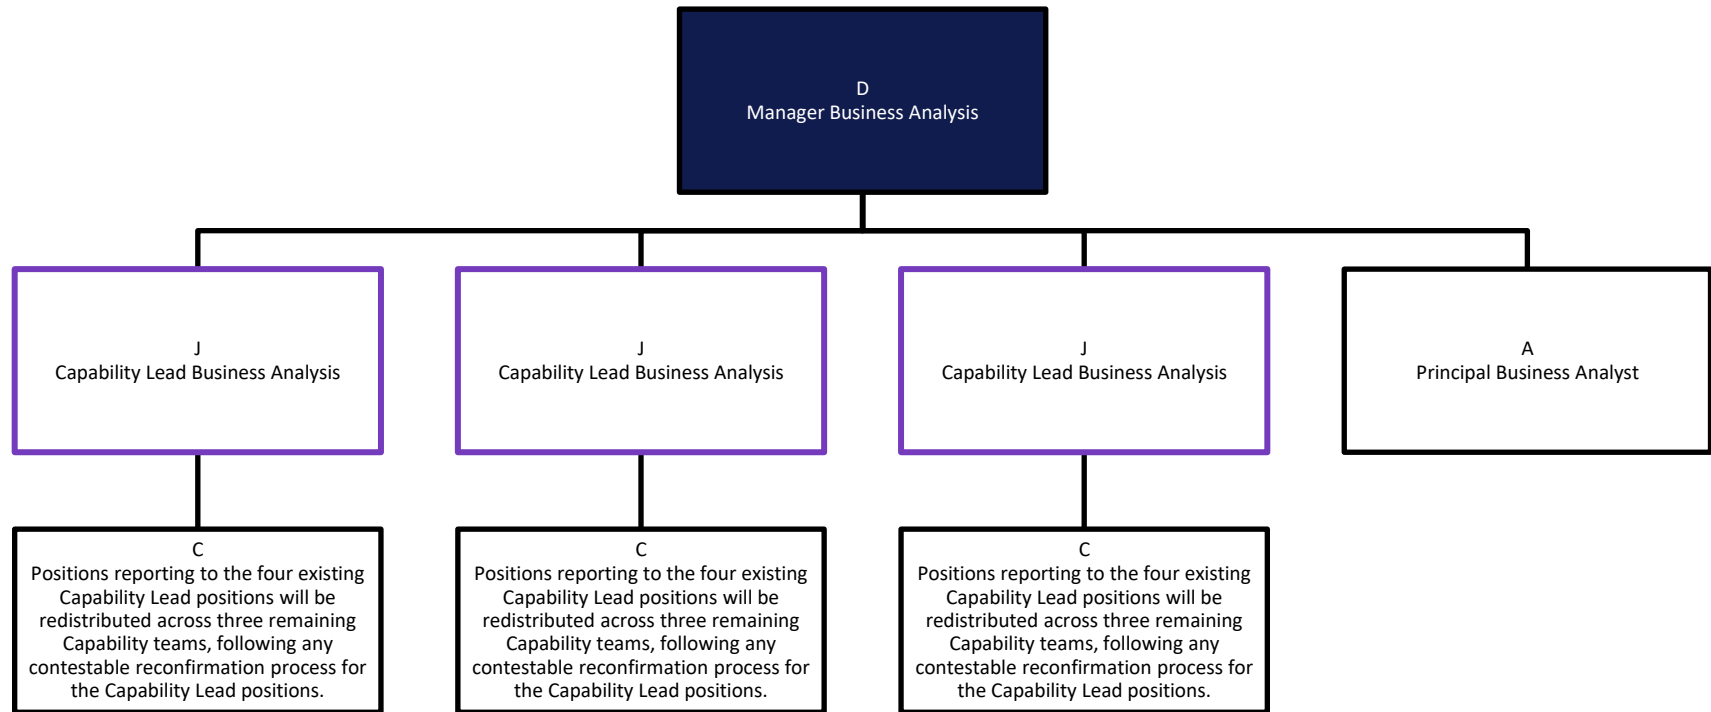 D
Manager Business Analysis
J
Capability Lead Business Analysis
J
Capability Lead Business Analysis
J
Capability Lead Business Analysis
A
Principal Business Analyst
C
Positions reporting to the four existing
Capability Lead positions will be
redistributed across three remaining
Capability teams, following any
contestable reconfirmation process for
the Capability Lead positions.
C
Positions reporting to the four existing
Capability Lead positions will be
redistributed across three remaining
Capability teams, following any
contestable reconfirmation process for
the Capability Lead positions.
C
Positions reporting to the four existing
Capability Lead positions will be
redistributed across three remaining
Capability teams, following any
contestable reconfirmation process for
the Capability Lead positions.